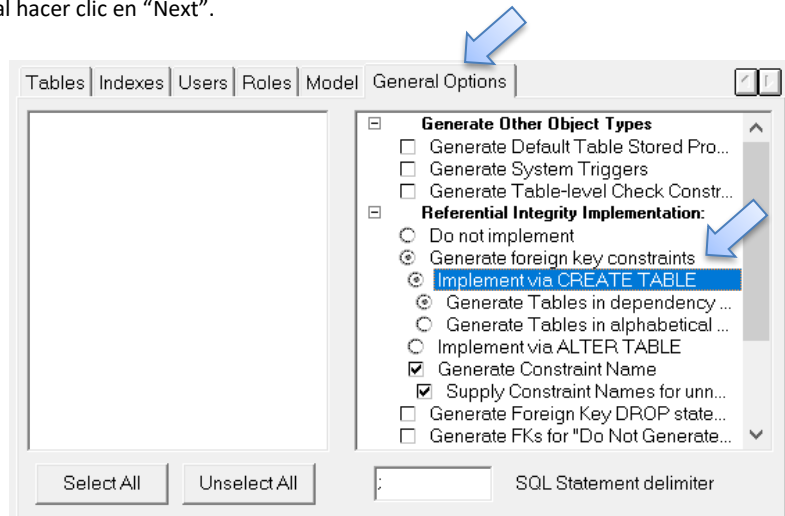 al hacer clic en “Next”.
Tables Indexes Users Roles Model General Options
Generate Other Object Types
Generate Default Table Stored Pro...
Generate System Triggers
Generate Table-level Check Constr...
Referential Integrity Implementation:
Do not implement
Generate foreign key constraints
Implement via CREATE TABLE
Generate Tables in dependency ...
Generate Tables in alphabetical ...
Implement via ALTER TABLE
Generate Constraint Name
Supply Constraint Names for unn...
Generate Foreign Key DROP state...
Generate FKs for "Do Not Generate...
Select All Unselect All ; SQL Statement delimiter